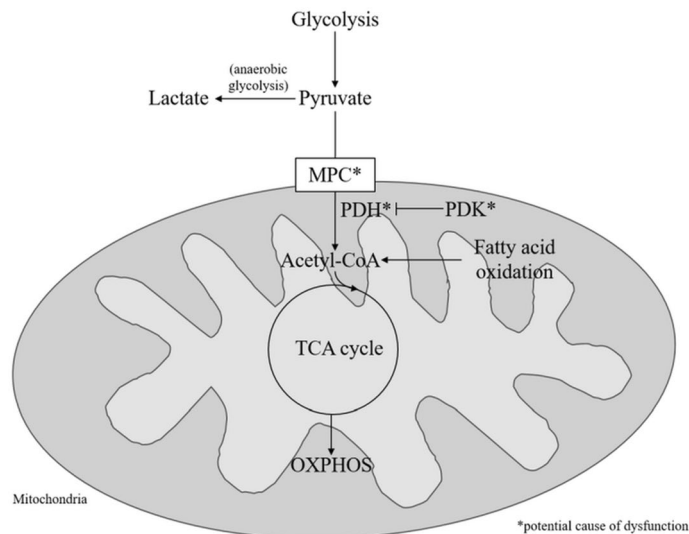 Glycolysis
(anaerobic
glycolysis)
Lactate
Pyruvate
MPC*
PDH*
PDK*
Acetyl-CoA
Fatty acid
oxidation
TCA cycle
OXPHOS
Mitochondria
*potential cause of dysfunction